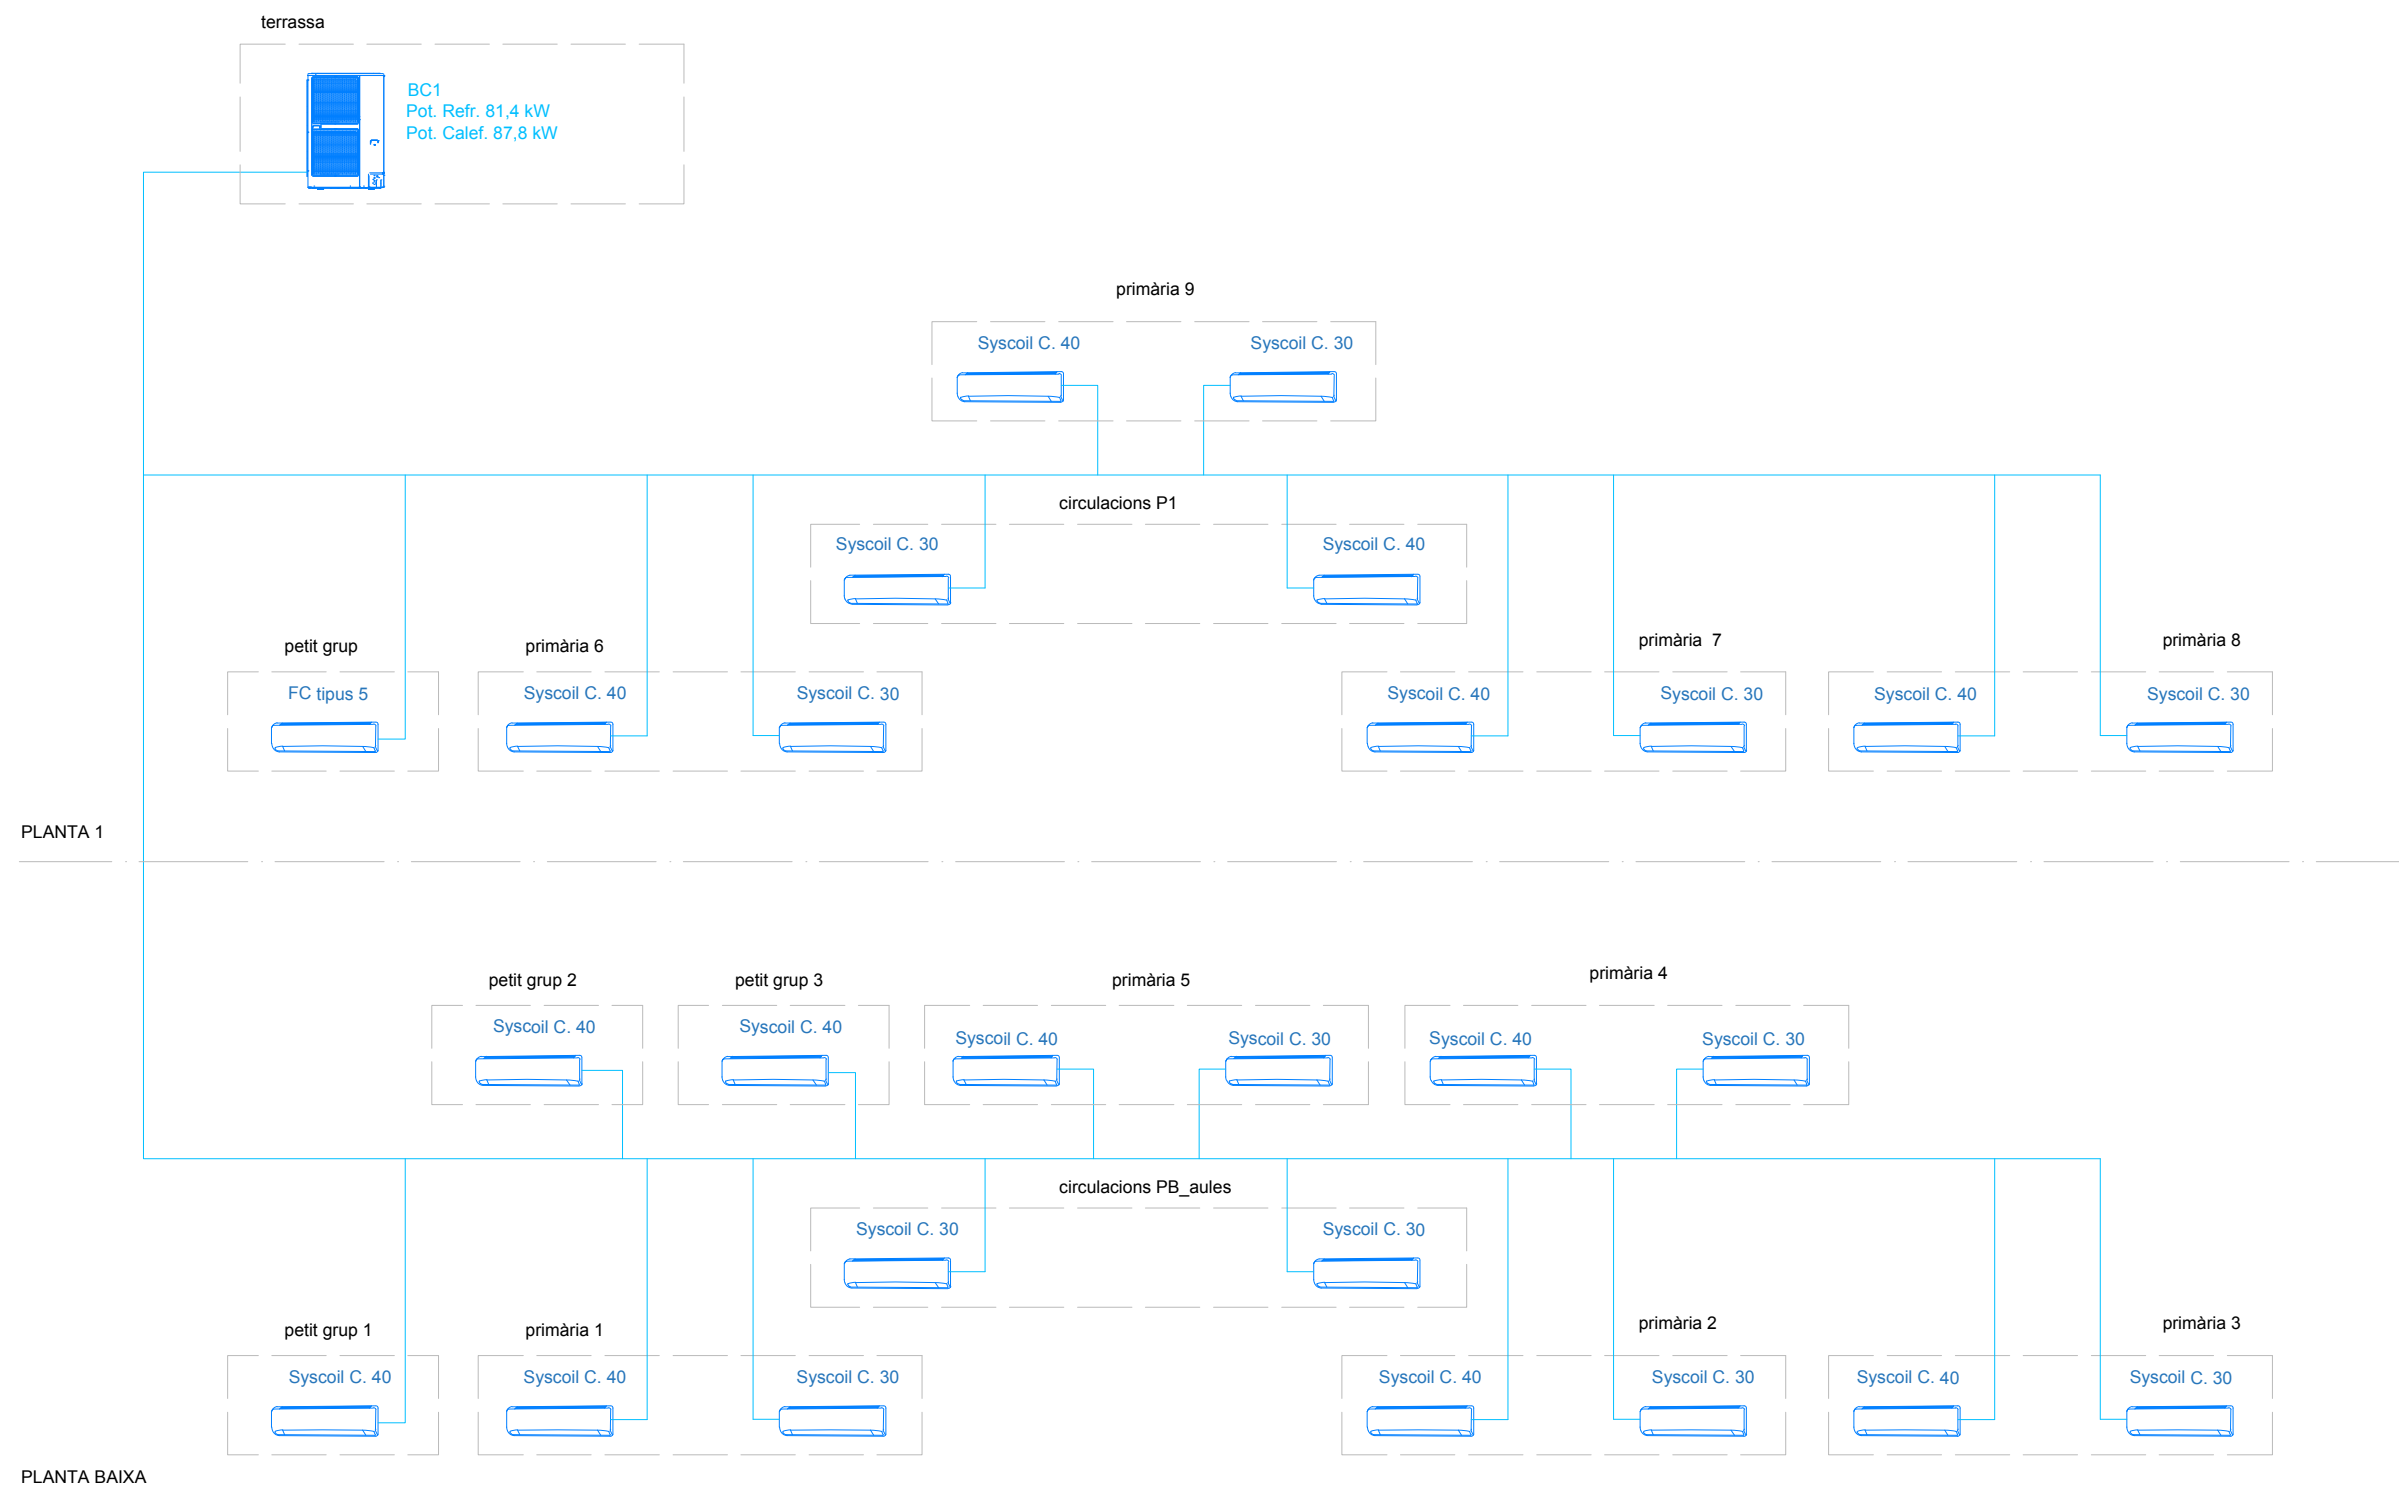 terrassa
BC1
Pot. Refr. 81,4 kW
Pot. Calef. 87,8 kW
primària 9
Syscoil C. 40
Syscoil C. 30
circulacions P1
Syscoil C. 30
Syscoil C. 40
petit grup
primària 6
primària 7
primària 8
FC tipus 5
Syscoil C. 40
Syscoil C. 30
Syscoil C. 40
Syscoil C. 30
Syscoil C. 40
Syscoil C. 30
PLANTA 1
petit grup 2
petit grup 3
primària 5
primària 4
Syscoil C. 40
Syscoil C. 40
Syscoil C. 40
Syscoil C. 30
Syscoil C. 40
Syscoil C. 30
circulacions PB_aules
Syscoil C. 30
Syscoil C. 30
petit grup 1
primària 1
primària 2
primària 3
Syscoil C. 40
Syscoil C. 40
Syscoil C. 30
Syscoil C. 40
Syscoil C. 30
Syscoil C. 40
Syscoil C. 30
PLANTA BAIXA